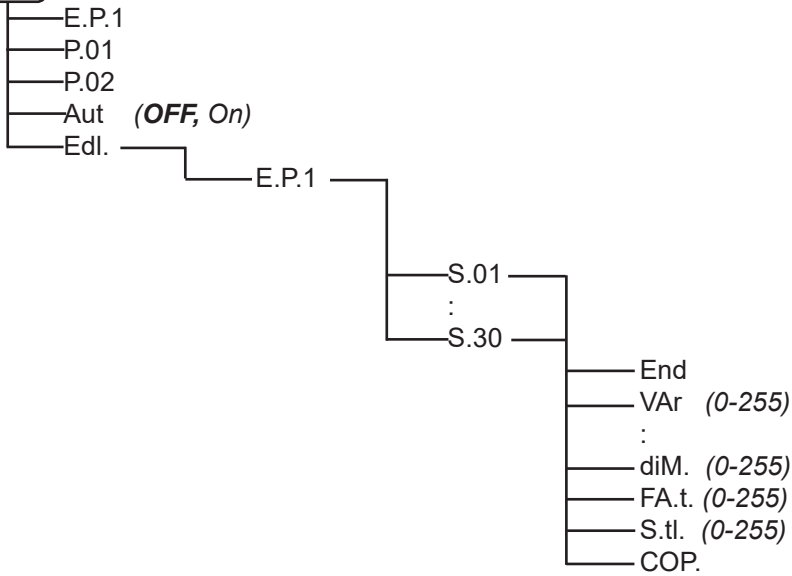 E.P.1
P.01
P.02
Aut (OFF, On)
Edl.
E.P.1
S.01
:
S.30
End
VAr (0-255)
:
diM. (0-255)
FA.t. (0-255)
S.tl. (0-255)
COP.